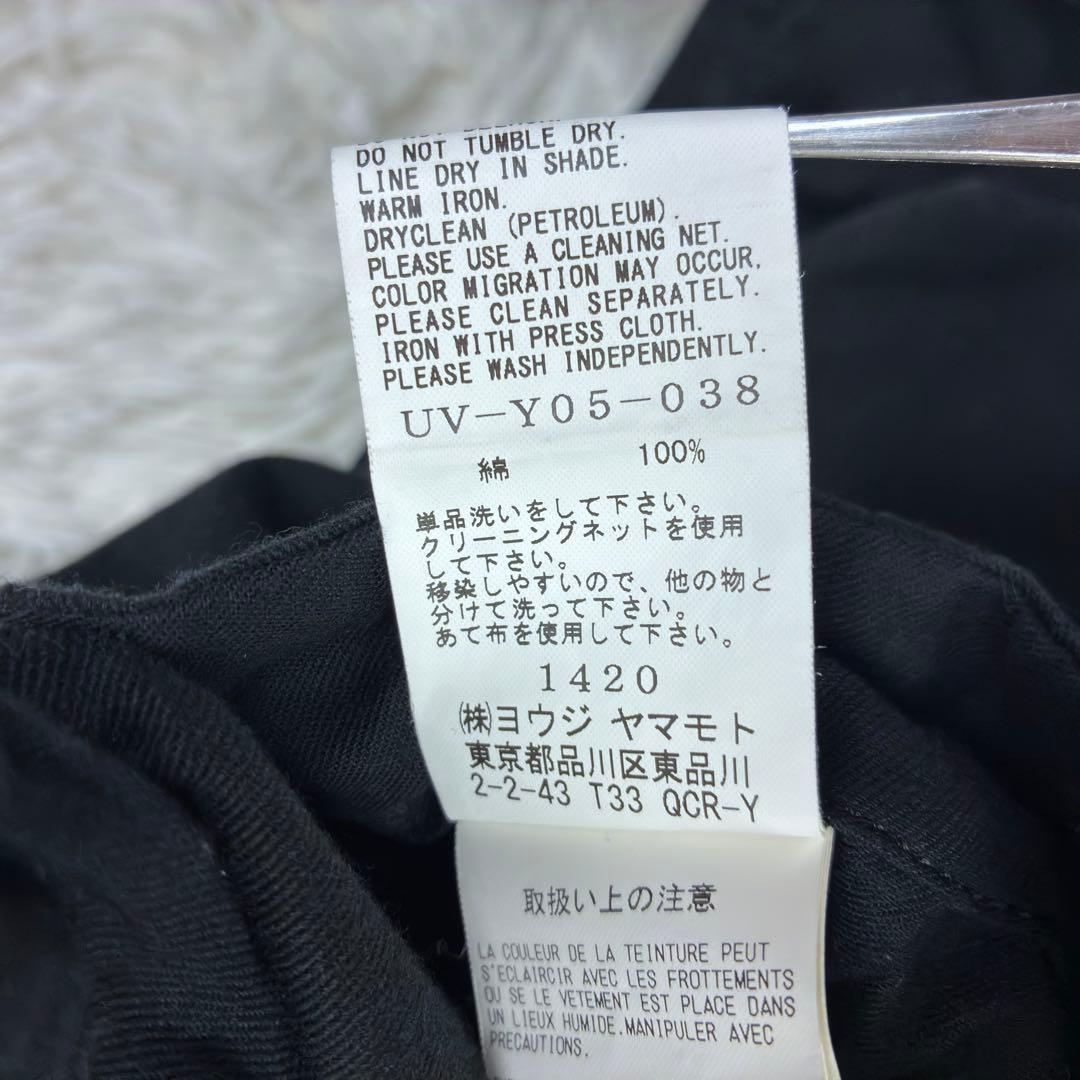 DO NOT TUMBLE DRY.
LINE DRY IN SHADE.
WARM IRON.
DRYCLEAN (PETROLEUM).
PLEASE USE A CLEANING NET.
COLOR MIGRATION MAY OCCUR,
PLEASE CLEAN SEPARATELY.
IRON WITH PRESS CLOTH.
PLEASE WASH INDEPENDENTLY.
UV-Y05-038
綿 100%
単品洗いをして下さい。
クリーニングネットを使用
して下さい。
移染しやすいので、他の物と
分けて洗って下さい。
あて布を使用して下さい。
1420
(株)ヨウジ ヤマモト
東京都品川区東品川
2-2-43 T33 QCR-Y
取扱い上の注意
LA COULEUR DE LA TEINTURE PEUT
S'ECLAIRCIR AVEC LES FROTTEMENTS
OU SE LE VETEMENT EST PLACE DANS
UN LIEUX HUMIDE.MANIPULER AVEC
PRECAUTIONS.